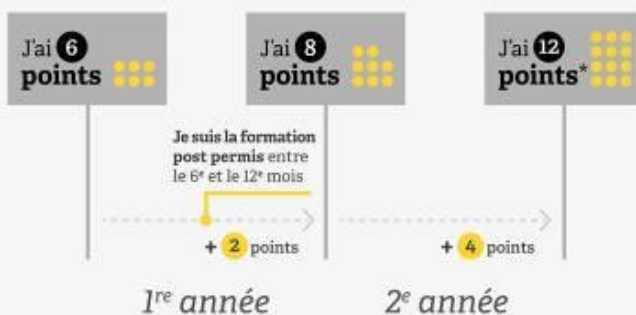 J'ai 6
points
J'ai 8
points
J'ai 12
points*
Je suis la formation
post permis entre
le 6e et le 12e mois
+ 2 points
+ 4 points
1re année
2e année